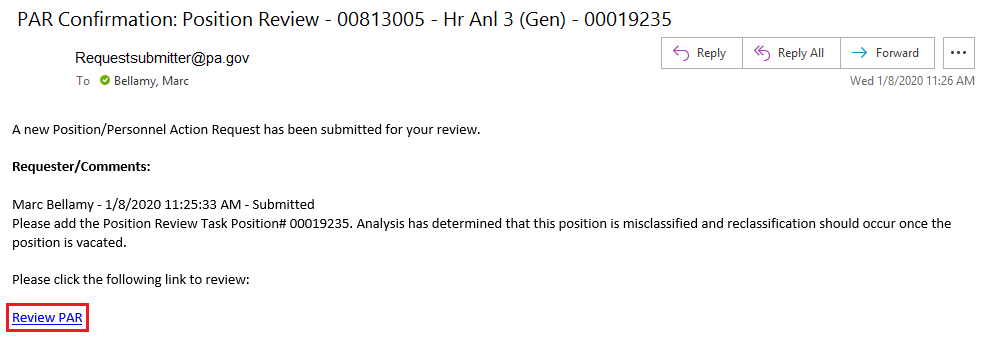 PAR Confirmation: Position Review - 00813005 - Hr Anl 3 (Gen) - 00019235
Requestsubmitter@pa.gov
To Bellamy, Marc
Reply
Reply All
Forward
...
Wed 1/8/2020 11:26 AM
A new Position/Personnel Action Request has been submitted for your review.
Requester/Comments:
Marc Bellamy - 1/8/2020 11:25:33 AM - Submitted
Please add the Position Review Task Position# 00019235. Analysis has determined that this position is misclassified and reclassification should occur once the
position is vacated.
Please click the following link to review:
Review PAR